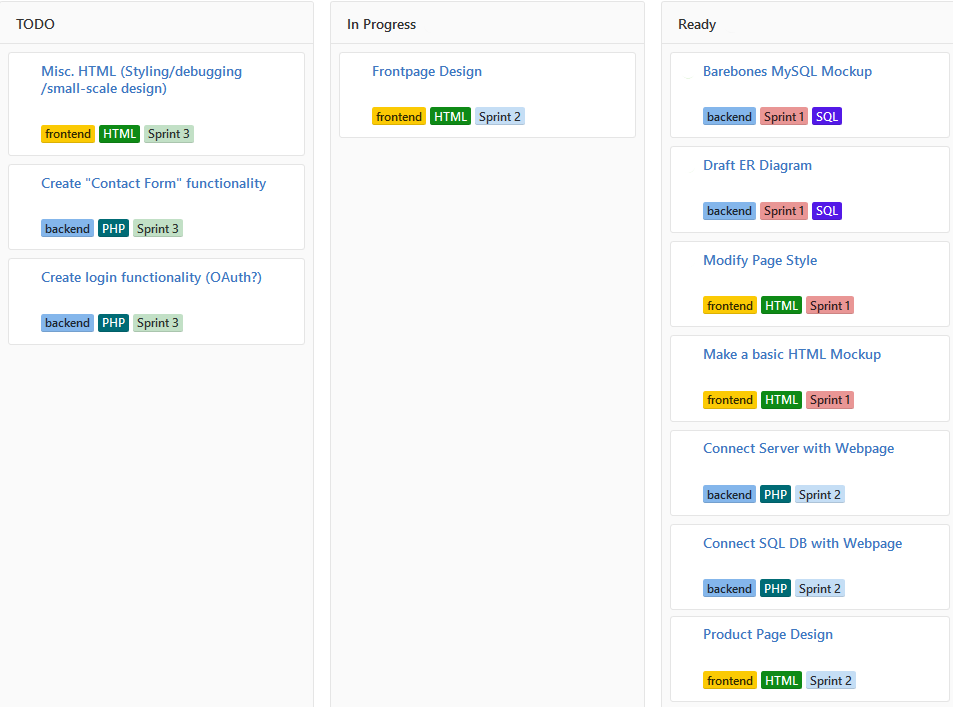 TODO
Misc. HTML (Styling/debugging
/small-scale design)
frontend HTML Sprint 3
Create "Contact Form" functionality
backend PHP Sprint 3
Create login functionality (OAuth?)
backend PHP Sprint 3
In Progress
Frontpage Design
frontend HTML Sprint 2
Ready
Barebones MySQL Mockup
backend Sprint 1 SQL
Draft ER Diagram
backend Sprint 1 SQL
Modify Page Style
frontend HTML Sprint 1
Make a basic HTML Mockup
frontend HTML Sprint 1
Connect Server with Webpage
backend PHP Sprint 2
Connect SQL DB with Webpage
backend PHP Sprint 2
Product Page Design
frontend HTML Sprint 2